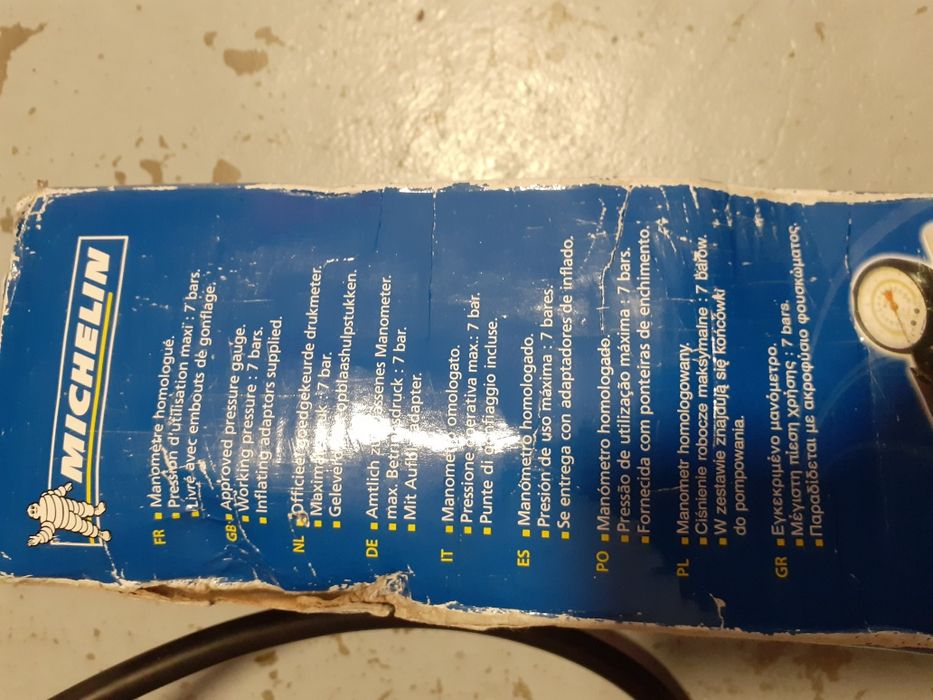 MICHELIN
FR ▪ Manomètre homologué.
▪ Pression d'utilisation maxi : 7 bars.
▪ Livré avec embouts de gonflage.
GB ▪ Approved pressure gauge.
▪ Working pressure : 7 bars.
▪ Inflating adaptors supplied.
NL ▪ Officieel goedgekeurde drukmeter.
▪ 7 bar.
▪ opblaashulpstukken.
DE ▪ Amtlich Manometer.
▪ max. : 7 bar.
▪ Mit
IT ▪ omologato.
▪ Pressione operativa max.: 7 bar.
▪ Punte di gonfiaggio incluse.
ES ▪ Manómetro homologado.
▪ Presión de uso máxima : 7 bares.
▪ Se entrega con adaptadores de inflado.
PO ▪ Manómetro homologado.
▪ Pressão de utilização máxima : 7 bars.
▪ Fornecida com ponteiras de enchimento.
PL ▪ Manometr homologowany.
▪ Ciśnienie robocze maksymalne : 7 barów.
▪ W zestawie znajdują się końcówki
do pompowania.
GR ▪ Εγκεκριμένο μανόμετρο.
▪ Μέγιστη πίεση χρήσης : 7 bars.
▪ Παραδίδεται με ακροφύσιο φουσκώματος.